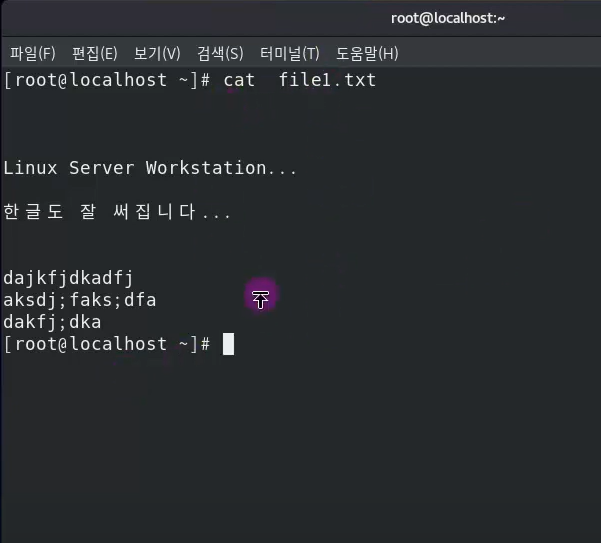 root@localhost:~
파일(F) 편집(E) 보기(V) 검색(S) 터미널(T) 도움말(H)
[root@localhost ~]# cat  file1.txt
Linux Server Workstation...
한글도 잘 써집니다...
dajkfjdkadfj
aksdj;faks;dfa
dakfj;dka
[root@localhost ~]#